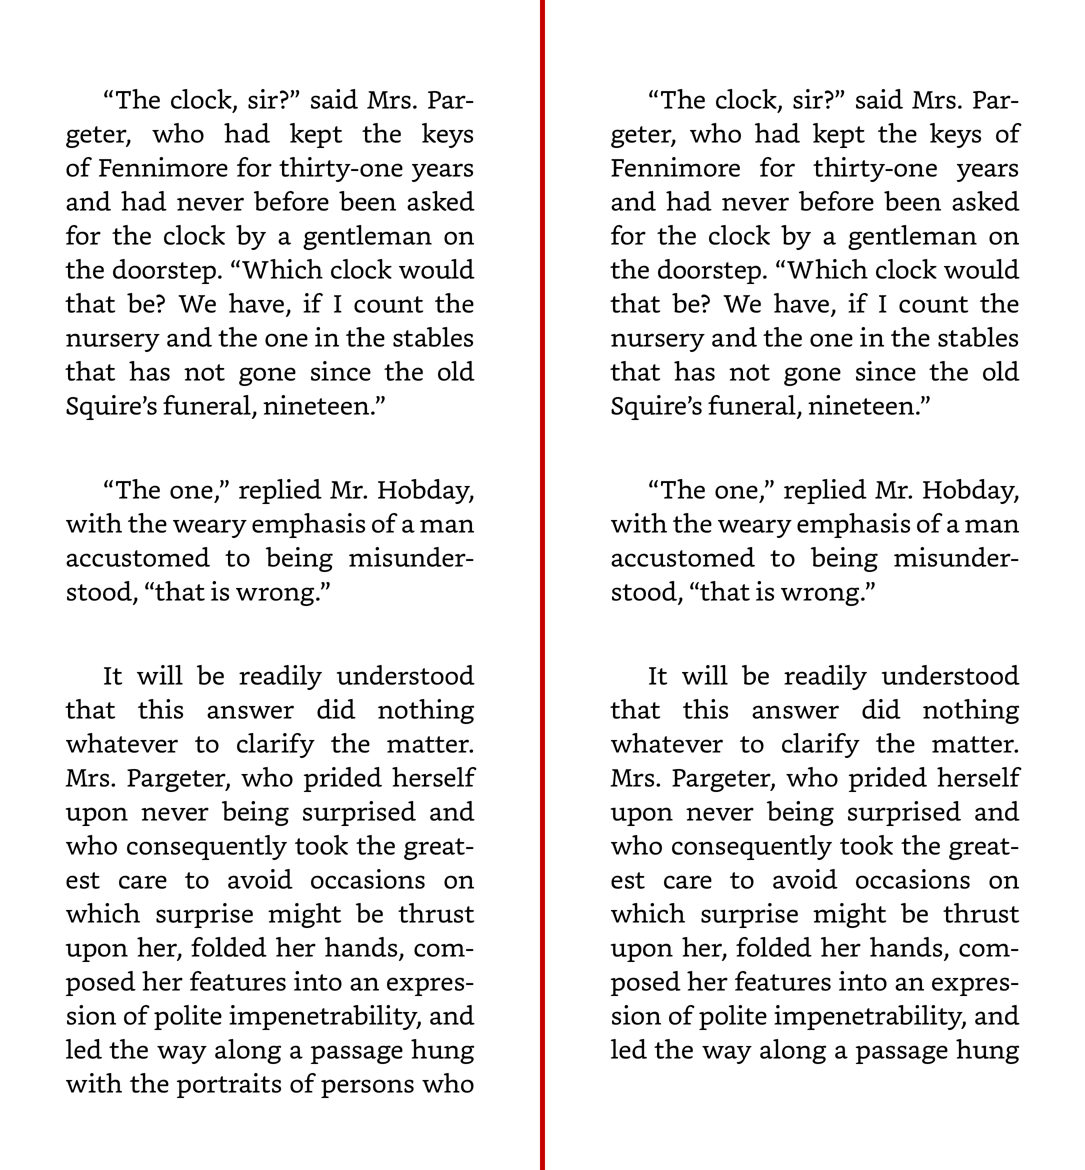 “The clock, sir?” said Mrs. Par-
geter, who had kept the keys
of Fennimore for thirty-one years
and had never before been asked
for the clock by a gentleman on
the doorstep. “Which clock would
that be? We have, if I count the
nursery and the one in the stables
that has not gone since the old
Squire’s funeral, nineteen.”
“The one,” replied Mr. Hobday,
with the weary emphasis of a man
accustomed to being misunder-
stood, “that is wrong.”
It will be readily understood
that this answer did nothing
whatever to clarify the matter.
Mrs. Pargeter, who prided herself
upon never being surprised and
who consequently took the great-
est care to avoid occasions on
which surprise might be thrust
upon her, folded her hands, com-
posed her features into an expres-
sion of polite impenetrability, and
led the way along a passage hung
with the portraits of persons who
“The clock, sir?” said Mrs. Par-
geter, who had kept the keys of
Fennimore for thirty-one years
and had never before been asked
for the clock by a gentleman on
the doorstep. “Which clock would
that be? We have, if I count the
nursery and the one in the stables
that has not gone since the old
Squire’s funeral, nineteen.”
“The one,” replied Mr. Hobday,
with the weary emphasis of a man
accustomed to being misunder-
stood, “that is wrong.”
It will be readily understood
that this answer did nothing
whatever to clarify the matter.
Mrs. Pargeter, who prided herself
upon never being surprised and
who consequently took the great-
est care to avoid occasions on
which surprise might be thrust
upon her, folded her hands, com-
posed her features into an expres-
sion of polite impenetrability, and
led the way along a passage hung